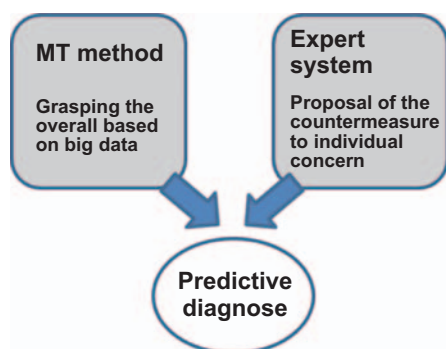 MT method
Grasping the
overall based
on big data
Expert
system
Proposal of the
countermeasure
to individual
concern
Predictive
diagnose